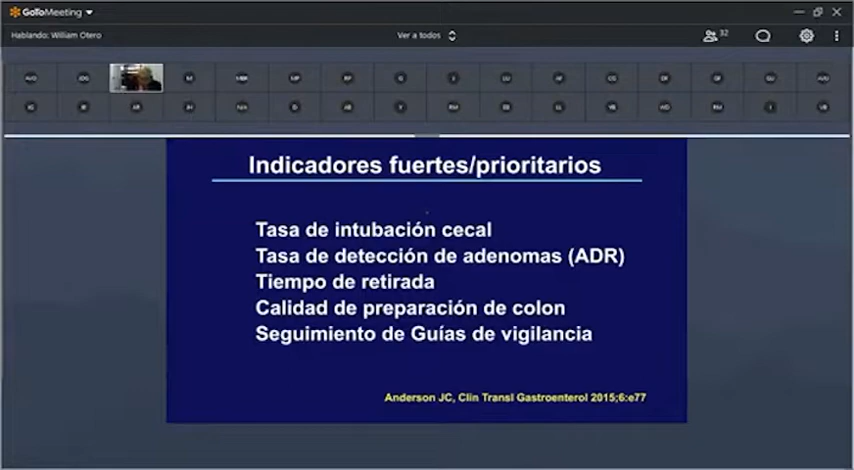 GoToMeeting
Hablando: William Otero
Ver a todos
32
Indicadores fuertes/prioritarios
Tasa de intubación cecal
Tasa de detección de adenomas (ADR)
Tiempo de retirada
Calidad de preparación de colon
Seguimiento de Guías de vigilancia
Anderson JC, Clin Transl Gastroenterol 2015;6:e77